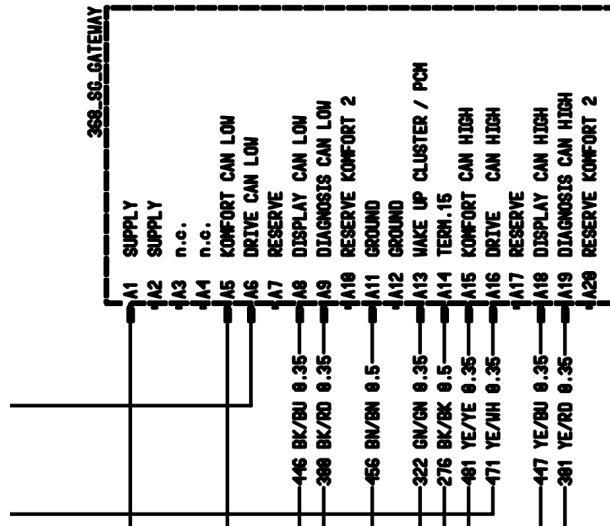 368_SG_GATEWAY
A1 SUPPLY
A2 SUPPLY
A3 n.c.
A4 n.c.
A5 KOMFORT CAN LOW
A6 DRIVE CAN LOW
A7 RESERVE
A8 DISPLAY CAN LOW
A9 DIAGNOSIS CAN LOW
A10 RESERVE KOMFORT 2
A11 GROUND
A12 GROUND
A13 WAKE UP CLUSTER / PCM
A14 TERM.15
A15 KOMFORT CAN HIGH
A16 DRIVE CAN HIGH
A17 RESERVE
A18 DISPLAY CAN HIGH
A19 DIAGNOSIS CAN HIGH
A20 RESERVE KOMFORT 2
446 BK/BU 0.35
380 BK/RD 0.35
456 BN/BN 0.5
322 GN/GN 0.35
276 BK/BK 0.5
481 YE/YE 0.35
471 YE/WH 0.35
447 YE/BU 0.35
381 YE/RD 0.35